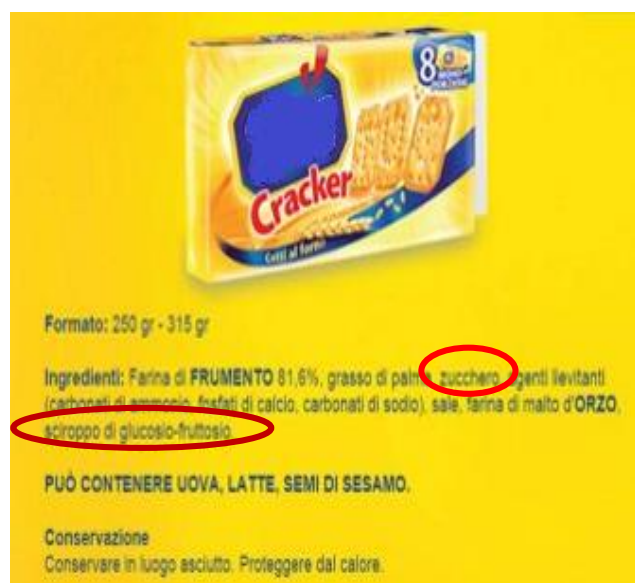 8
MONO
PORZIONI
Cracker
Cotti al forno
Formato: 250 gr - 315 gr
Ingredienti: Farina di FRUMENTO 81,6%, grasso di palma, zucchero, agenti lievitanti
(carbonati di ammonio, fosfati di calcio, carbonati di sodio), sale, farina di malto d'ORZO,
sciroppo di glucosio-fruttosio.
PUÒ CONTENERE UOVA, LATTE, SEMI DI SESAMO.
Conservazione
Conservare in luogo asciutto. Proteggere dal calore.